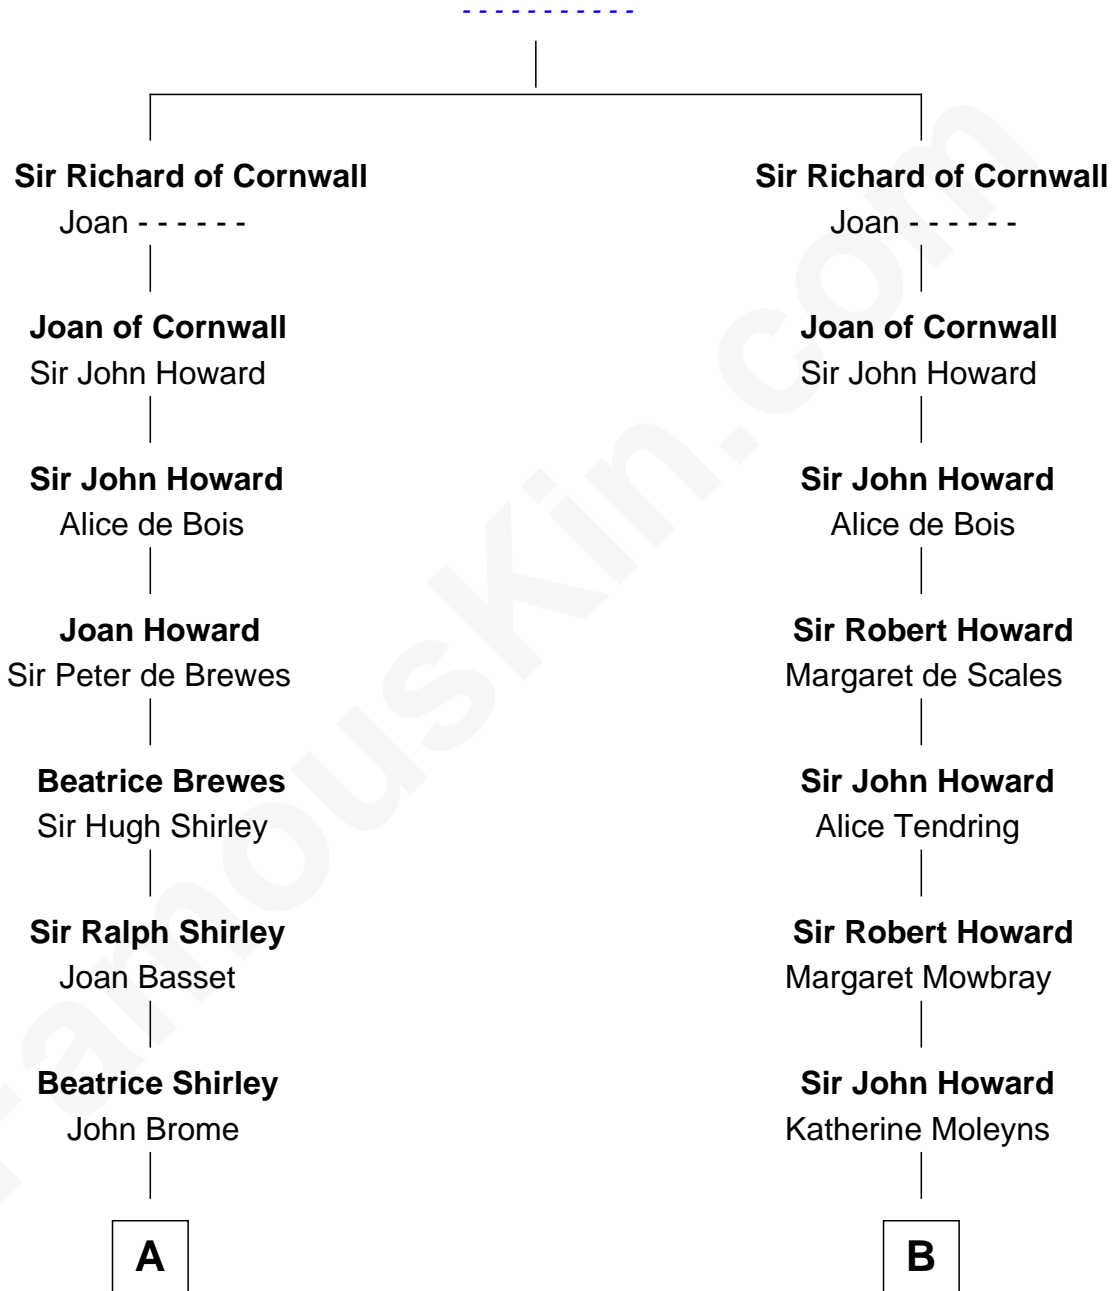 - - - - - - - - - - -
Sir Richard of Cornwall
Joan - - - - - -
Joan of Cornwall
Sir John Howard
Sir John Howard
Alice de Bois
Joan Howard
Sir Peter de Brewes
Beatrice Brewes
Sir Hugh Shirley
Sir Ralph Shirley
Joan Basset
Beatrice Shirley
John Brome
A
Sir Richard of Cornwall
Joan - - - - - -
Joan of Cornwall
Sir John Howard
Sir John Howard
Alice de Bois
Sir Robert Howard
Margaret de Scales
Sir John Howard
Alice Tendring
Sir Robert Howard
Margaret Mowbray
Sir John Howard
Katherine Moleyns
B
FamousKin.com